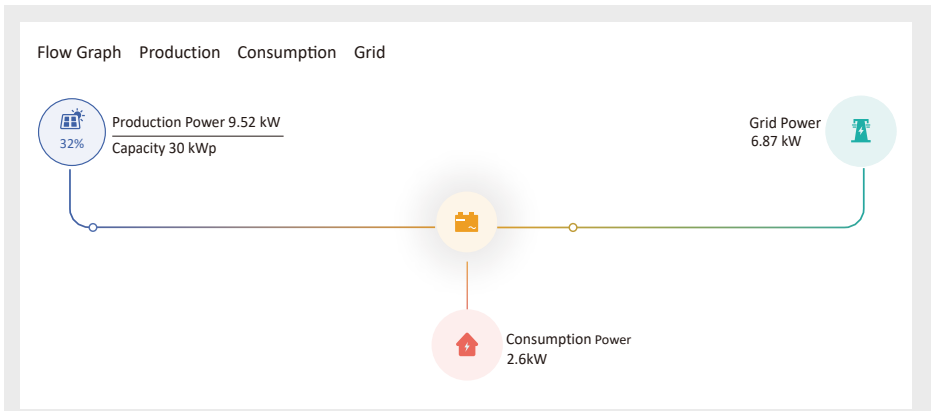 Flow Graph Production Consumption Grid
32%
Production Power 9.52 kW
Capacity 30 kWp
Grid Power
6.87 kW
Consumption Power
2.6kW